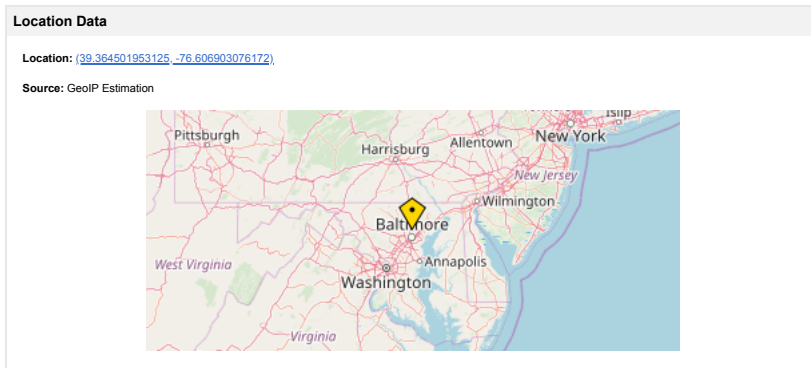 Location Data
Location: (39.364501953125, -76.606903076172)
Source: GeoIP Estimation
Islip
Pittsburgh
New York
Harrisburg
Allentown
New Jersey
Wilmington
Baltimore
West Virginia
Annapolis
Washington
Virginia